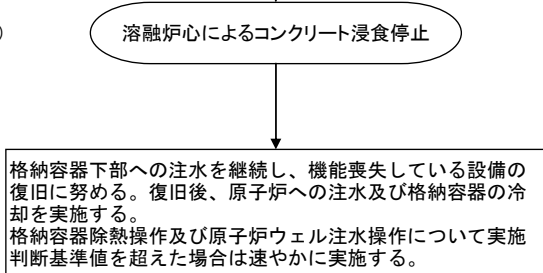 )
溶融炉心によるコンクリート浸食停止
格納容器下部への注水を継続し、機能喪失している設備の
復旧に努める。復旧後、原子炉への注水及び格納容器の冷
却を実施する。
格納容器除熱操作及び原子炉ウェル注水操作について実施
判断基準値を超えた場合は速やかに実施する。